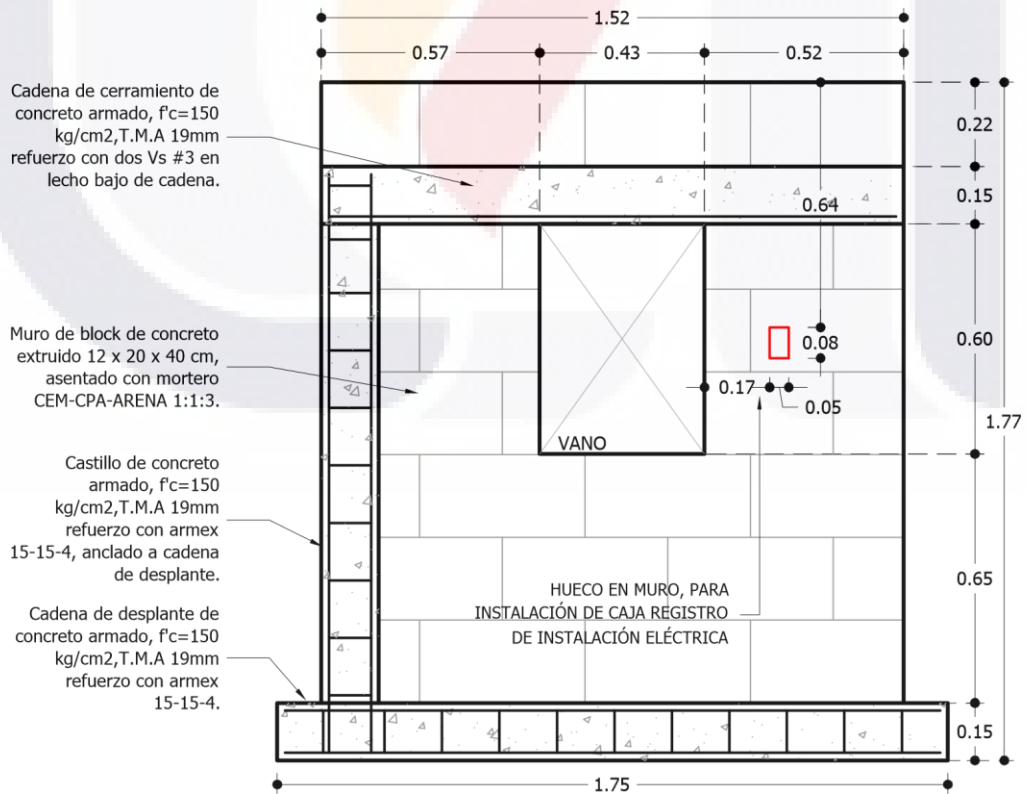 1.52
0.57
0.43
0.52
Cadena de cerramiento de
concreto armado, f'c=150
kg/cm2,T.M.A 19mm
refuerzo con dos Vs #3 en
lecho bajo de cadena.
0.22
0.15
0.64
Muro de block de concreto
extruido 12 x 20 x 40 cm,
asentado con mortero
CEM-CPA-ARENA 1:1:3.
0.08
0.60
0.17
0.05
1.77
VANO
Castillo de concreto
armado, f'c=150
kg/cm2,T.M.A 19mm
refuerzo con armex
15-15-4, anclado a cadena
de desplante.
0.65
HUECO EN MURO, PARA
INSTALACIÓN DE CAJA REGISTRO
DE INSTALACIÓN ELÉCTRICA
Cadena de desplante de
concreto armado, f'c=150
kg/cm2,T.M.A 19mm
refuerzo con armex
15-15-4.
0.15
1.75